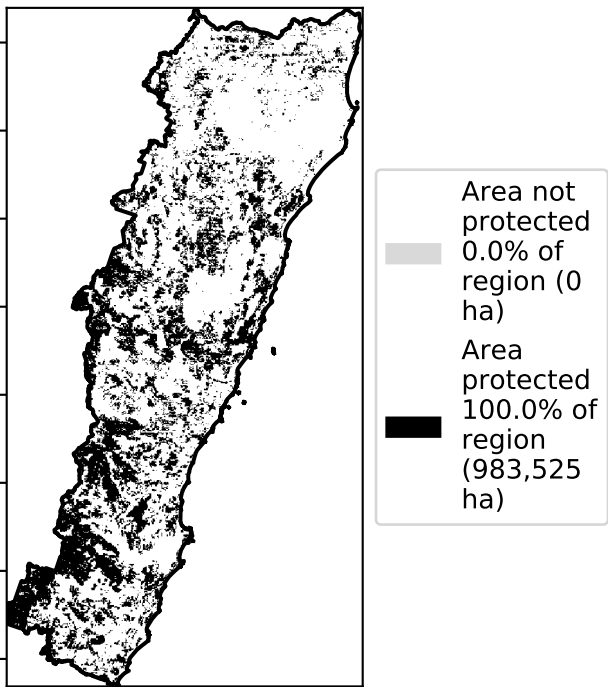 Area not
protected
0.0% of
region (0
ha)
Area
protected
100.0% of
region
(983,525
ha)